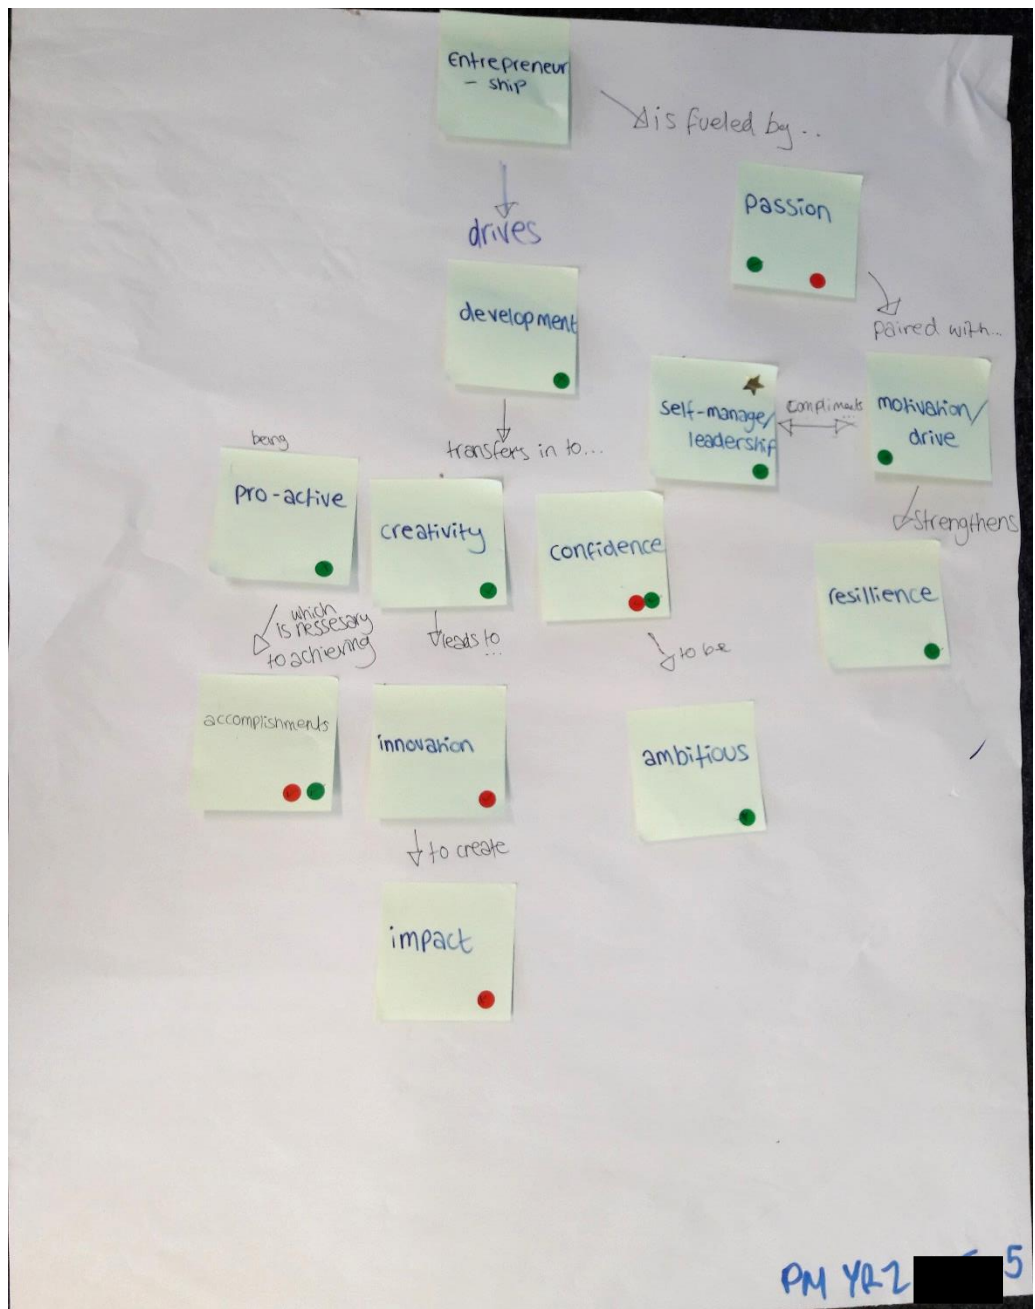 Entrepreneur
- ship
is fueled by..
drives
passion
development
paired with...
self-manage/
leadership
compliments
...
motivation/
drive
transfers in to...
being
pro-active
creativity
confidence
strengthens
resillience
which
is nessesary
to achieving
leads to
...
to be
accomplishments
innovation
ambitious
to create
impact
PM YR2
5